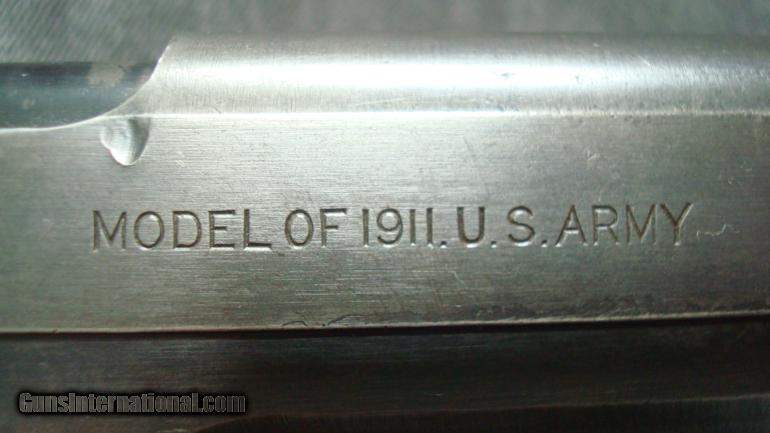 MODEL OF 1911. U.S. ARMY
GunsInternational.com